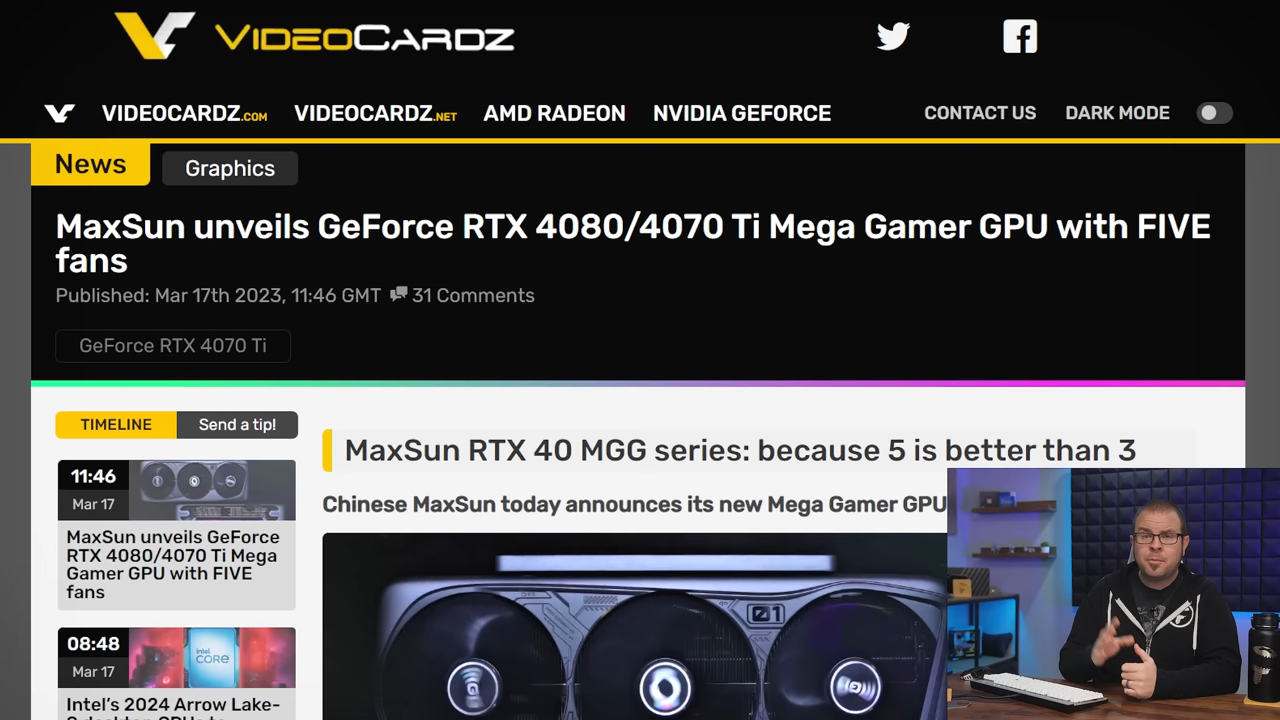 VIDEOCARDZ
VIDEOCARDZ.COM VIDEOCARDZ.NET AMD RADEON NVIDIA GEFORCE CONTACT US DARK MODE
News Graphics
MaxSun unveils GeForce RTX 4080/4070 Ti Mega Gamer GPU with FIVE
fans
Published: Mar 17th 2023, 11:46 GMT 31 Comments
GeForce RTX 4070 Ti
TIMELINE Send a tip!
11:46
Mar 17
MaxSun unveils GeForce
RTX 4080/4070 Ti Mega
Gamer GPU with FIVE
fans
08:48
Mar 17
intel
CORE
Intel's 2024 Arrow Lake-
MaxSun RTX 40 MGG series: because 5 is better than 3
Chinese MaxSun today announces its new Mega Gamer GPU
01